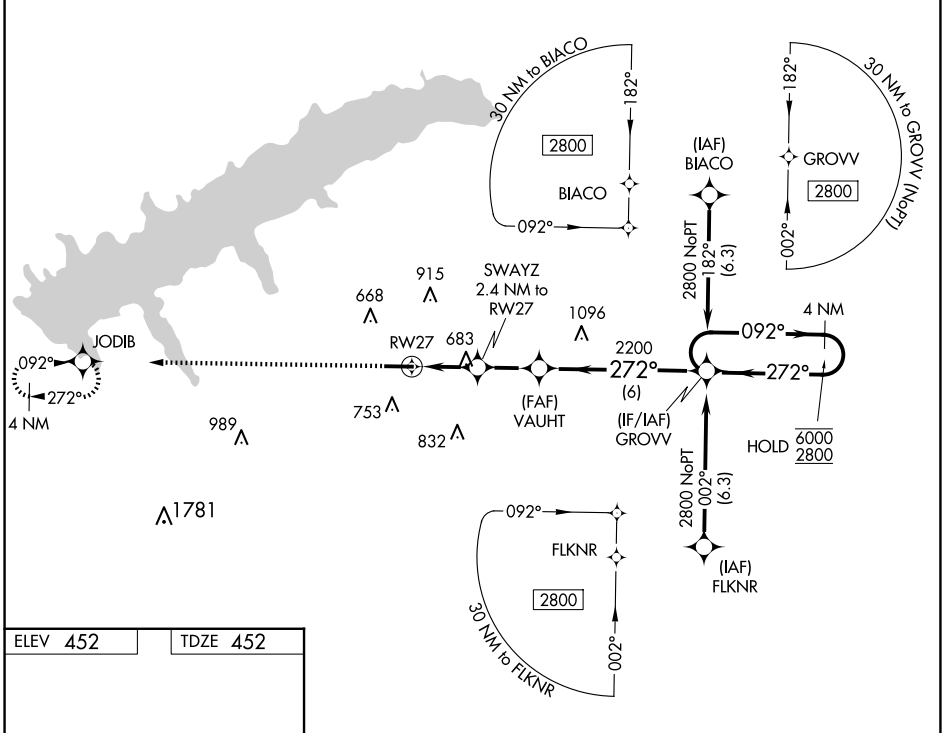 30 NM to BIACO
182°
2800
BIACO
092°
(IAF)
BIACO
2800 NoPT
182°
(6.3)
182°
GROVV
2800
002°
30 NM to GROVV (NoPT)
915
668
SWAYZ
2.4 NM to
RW27
1096
683
RW27
JODIB
092°
272°
4 NM
753
832
989
1781
(FAF)
VAUHT
2200
272°
(6)
(IF/IAF)
GROVV
092°
4 NM
272°
HOLD
6000
2800
2800 NoPT
002°
(6.3)
(IAF)
FLKNR
092°
FLKNR
2800
002°
30 NM to FLKNR
ELEV 452
TDZE 452